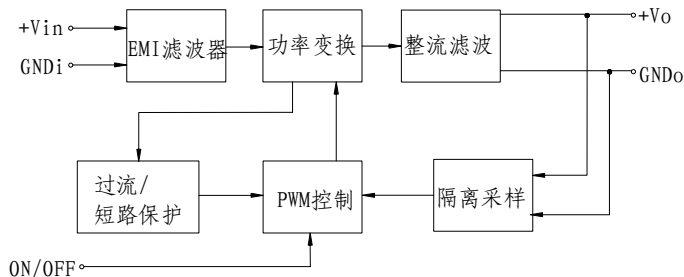 +Vin
GNDi
EMI滤波器
功率变换
整流滤波
+Vo
GNDo
过流/
短路保护
PWM控制
隔离采样
ON/OFF